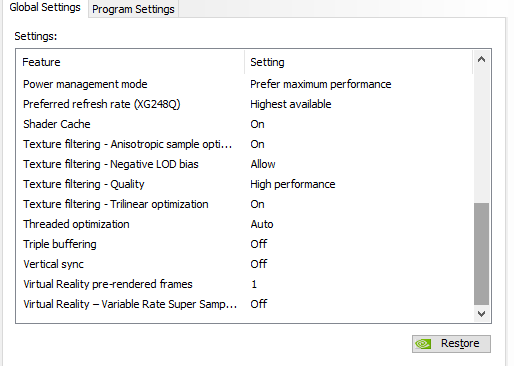 Global Settings Program Settings
Settings:
Feature Setting
Power management mode Prefer maximum performance
Preferred refresh rate (XG248Q) Highest available
Shader Cache On
Texture filtering - Anisotropic sample opti... On
Texture filtering - Negative LOD bias Allow
Texture filtering - Quality High performance
Texture filtering - Trilinear optimization On
Threaded optimization Auto
Triple buffering Off
Vertical sync Off
Virtual Reality pre-rendered frames 1
Virtual Reality – Variable Rate Super Samp... Off
Restore